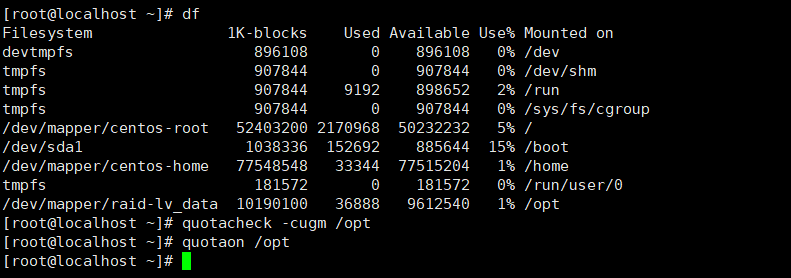 [root@localhost ~]# df
Filesystem              1K-blocks    Used Available Use% Mounted on
devtmpfs                   896108       0    896108   0% /dev
tmpfs                      907844       0    907844   0% /dev/shm
tmpfs                      907844    9192    898652   2% /run
tmpfs                      907844       0    907844   0% /sys/fs/cgroup
/dev/mapper/centos-root  52403200 2170968  50232232   5% /
/dev/sda1                 1038336  152692    885644  15% /boot
/dev/mapper/centos-home  77548548   33344  77515204   1% /home
tmpfs                      181572       0    181572   0% /run/user/0
/dev/mapper/raid-lv_data 10190100   36888   9612540   1% /opt
[root@localhost ~]# quotacheck -cugm /opt
[root@localhost ~]# quotaon /opt
[root@localhost ~]#